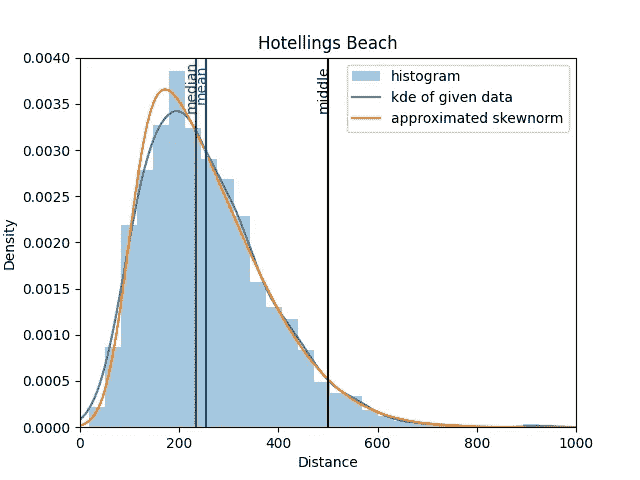 Hotellings Beach
0.0040
0.0035
0.0030
0.0025
0.0020
0.0015
0.0010
0.0005
0.0000
Density
median
mean
middle
histogram
kde of given data
approximated skewnorm
0
200
400
600
800
1000
Distance